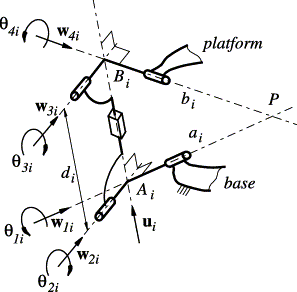 θ4i
w4i
platform
Bi
bi
P
w3i
ai
θ3i
di
Ai
base
θ1i
w1i
ui
w2i
θ2i